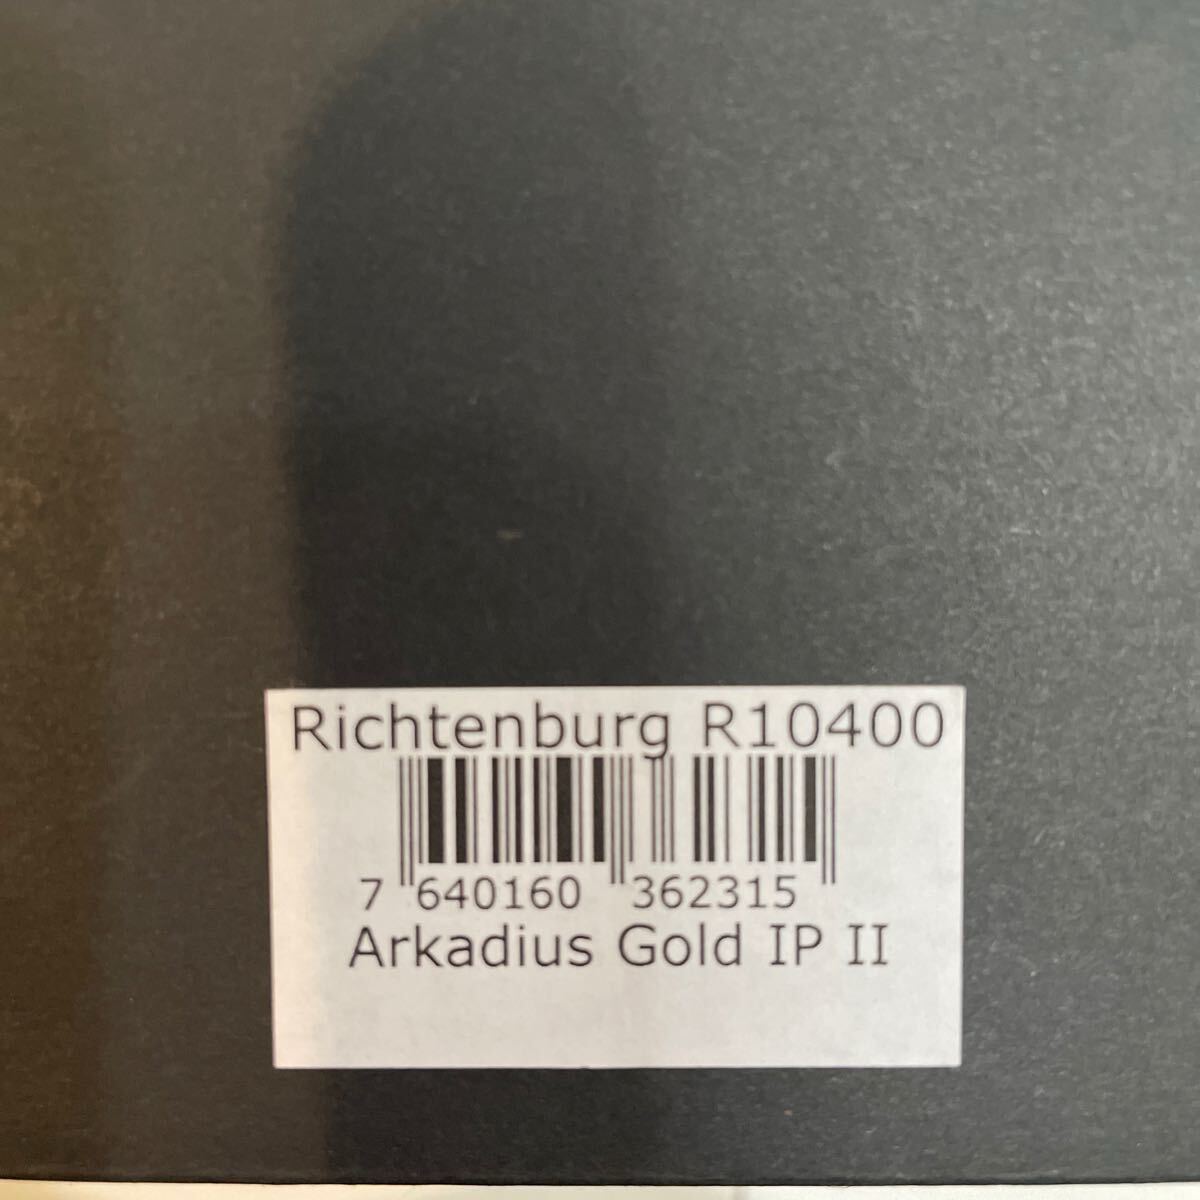 Richtenburg R10400
7 640160 362315
Arkadius Gold IP II